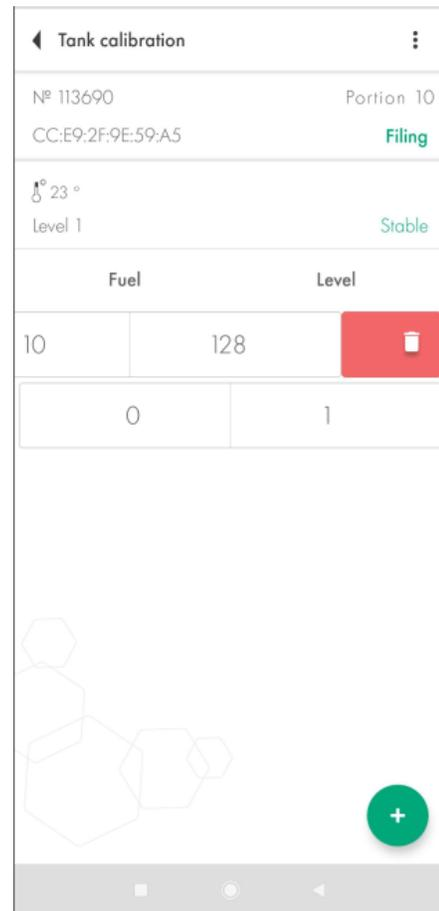 Tank calibration
№ 113690 Portion 10
CC:E9:2F:9E:59:A5 Filing
23 °
Level 1 Stable
Fuel Level
10 128
0 1